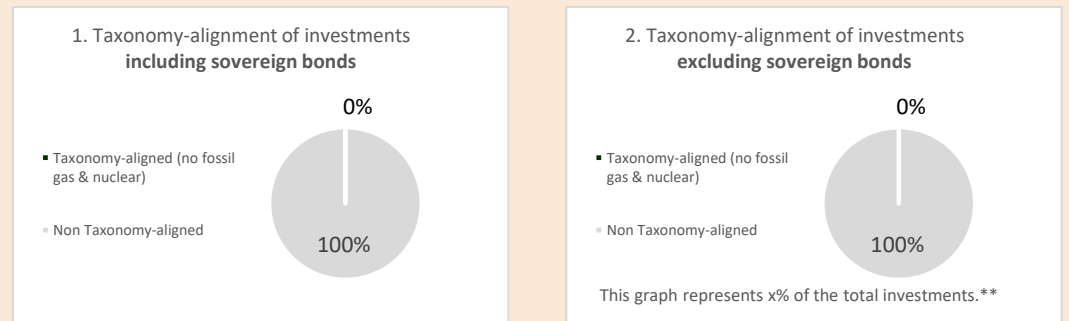 1. Taxonomy-alignment of investments
including sovereign bonds
0%
Taxonomy-aligned (no fossil
gas & nuclear)
Non Taxonomy-aligned
100%
2. Taxonomy-alignment of investments
excluding sovereign bonds
0%
Taxonomy-aligned (no fossil
gas & nuclear)
Non Taxonomy-aligned
100%
This graph represents x% of the total investments.**